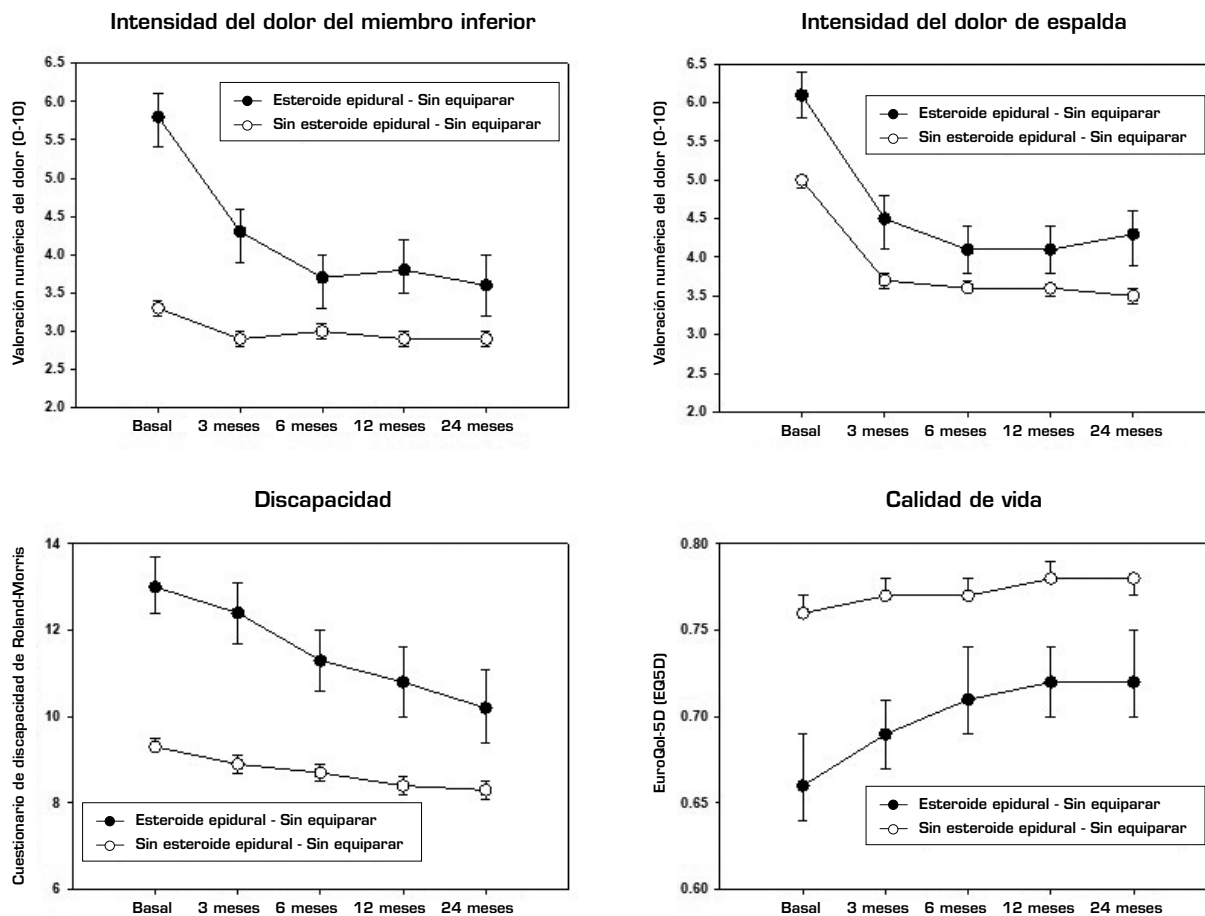 Intensidad del dolor del miembro inferior
Valoración numérica del dolor (0-10)
6.5
6.0
5.5
5.0
4.5
4.0
3.5
3.0
2.5
2.0
Esteroide epidural - Sin equiparar
Sin esteroide epidural - Sin equiparar
Basal 3 meses 6 meses 12 meses 24 meses
Intensidad del dolor de espalda
Valoración numérica del dolor (0-10)
6.5
6.0
5.5
5.0
4.5
4.0
3.5
3.0
2.5
2.0
Esteroide epidural - Sin equiparar
Sin esteroide epidural - Sin equiparar
Basal 3 meses 6 meses 12 meses 24 meses
Discapacidad
Cuestionario de discapacidad de Roland-Morris
14
12
10
8
6
Esteroide epidural - Sin equiparar
Sin esteroide epidural - Sin equiparar
Basal 3 meses 6 meses 12 meses 24 meses
Calidad de vida
EuroQol-5D (EQ5D)
0.80
0.75
0.70
0.65
0.60
Esteroide epidural - Sin equiparar
Sin esteroide epidural - Sin equiparar
Basal 3 meses 6 meses 12 meses 24 meses